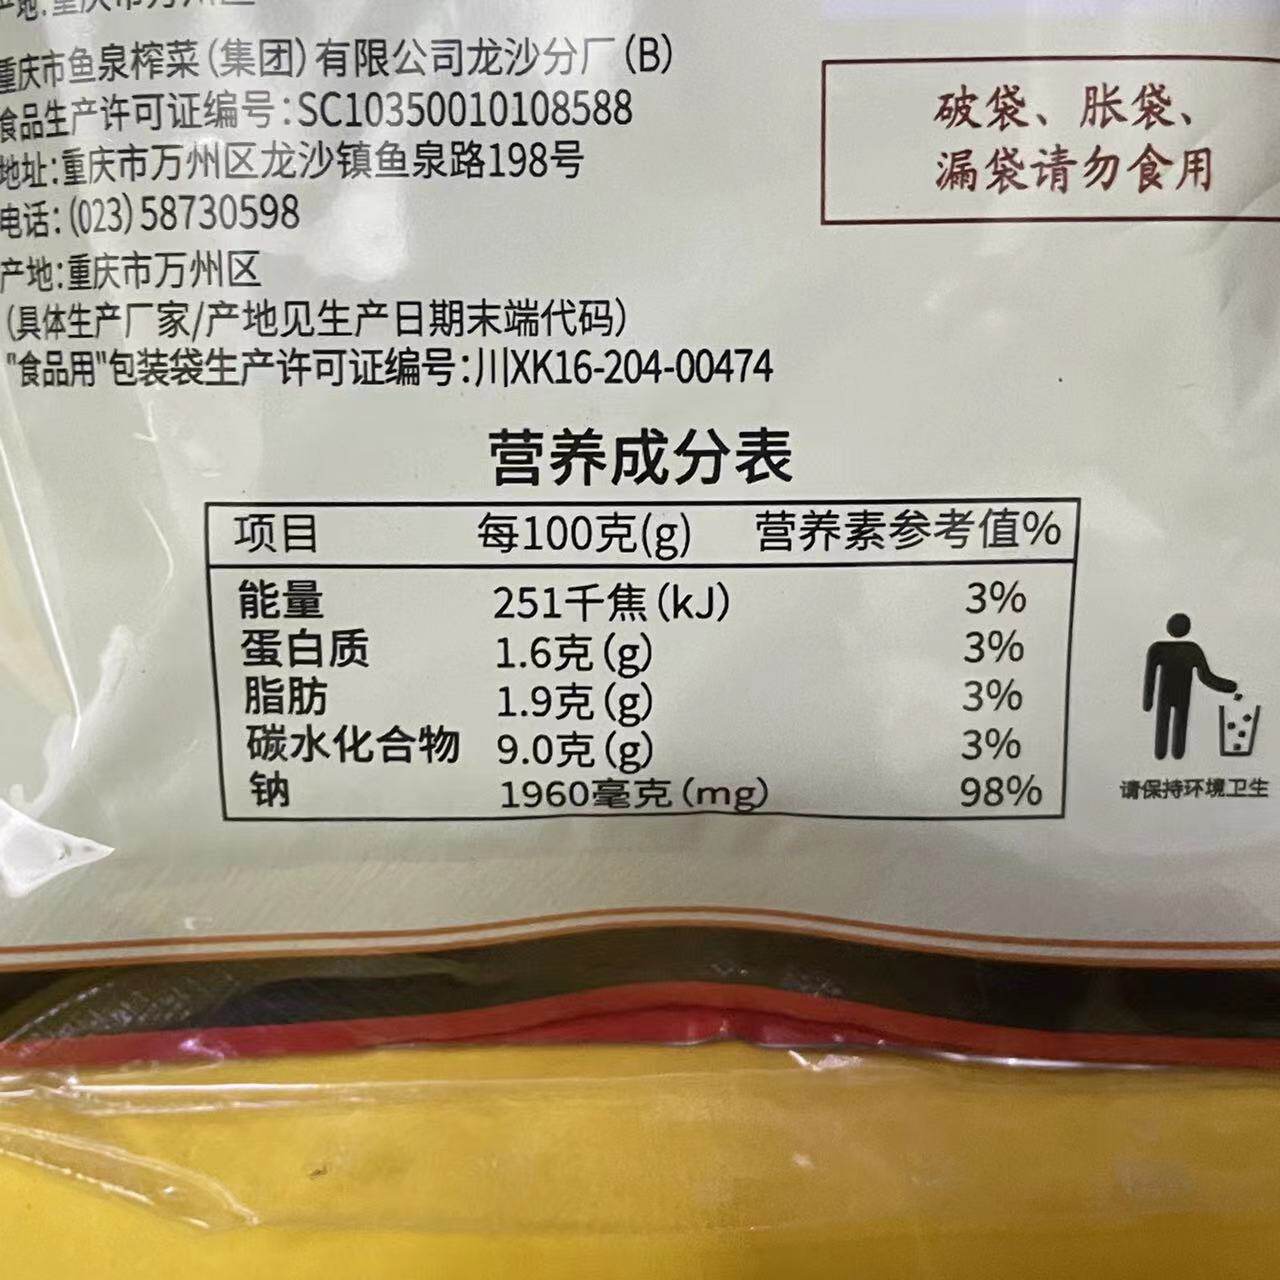 产地:重庆市万州区
重庆市鱼泉榨菜(集团)有限公司龙沙分厂(B)
食品生产许可证编号:SC10350010108588
地址:重庆市万州区龙沙镇鱼泉路198号
电话:(023)58730598
产地:重庆市万州区
(具体生产厂家/产地见生产日期末端代码)
"食品用"包装袋生产许可证编号:川XK16-204-00474
破袋、胀袋、
漏袋请勿食用
营养成分表
项目 每100克(g) 营养素参考值%
能量 251千焦(kJ) 3%
蛋白质 1.6克(g) 3%
脂肪 1.9克(g) 3%
碳水化合物 9.0克(g) 3%
钠 1960毫克(mg) 98%
请保持环境卫生